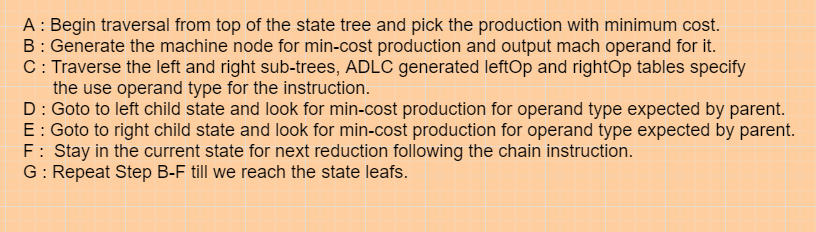 A : Begin traversal from top of the state tree and pick the production with minimum cost.
B : Generate the machine node for min-cost production and output mach operand for it.
C : Traverse the left and right sub-trees, ADLC generated leftOp and rightOp tables specify
the use operand type for the instruction.
D : Goto to left child state and look for min-cost production for operand type expected by parent.
E : Goto to right child state and look for min-cost production for operand type expected by parent.
F : Stay in the current state for next reduction following the chain instruction.
G : Repeat Step B-F till we reach the state leafs.